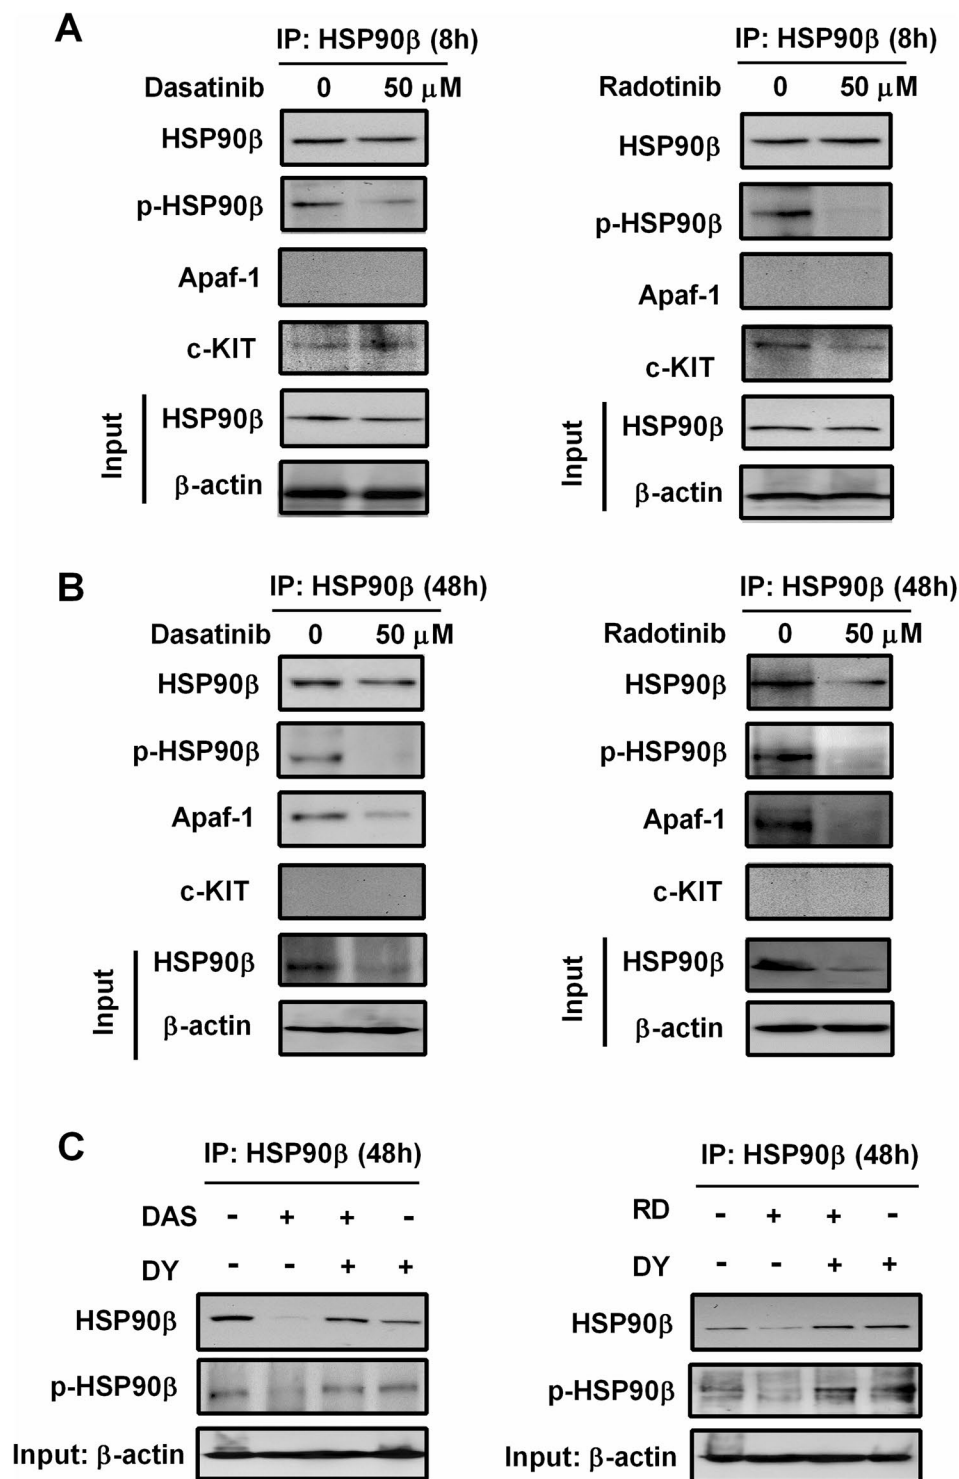 A
IP: HSP90β (8h)
Dasatinib 0 50 μM
HSP90β
p-HSP90β
Apaf-1
c-KIT
Input
HSP90β
β-actin
IP: HSP90β (8h)
Radotinib 0 50 μM
HSP90β
p-HSP90β
Apaf-1
c-KIT
Input
HSP90β
β-actin
B
IP: HSP90β (48h)
Dasatinib 0 50 μM
HSP90β
p-HSP90β
Apaf-1
c-KIT
Input
HSP90β
β-actin
IP: HSP90β (48h)
Radotinib 0 50 μM
HSP90β
p-HSP90β
Apaf-1
c-KIT
Input
HSP90β
β-actin
C
IP: HSP90β (48h)
DAS - + + -
DY - - + +
HSP90β
p-HSP90β
Input: β-actin
IP: HSP90β (48h)
RD - + + -
DY - - + +
HSP90β
p-HSP90β
Input: β-actin